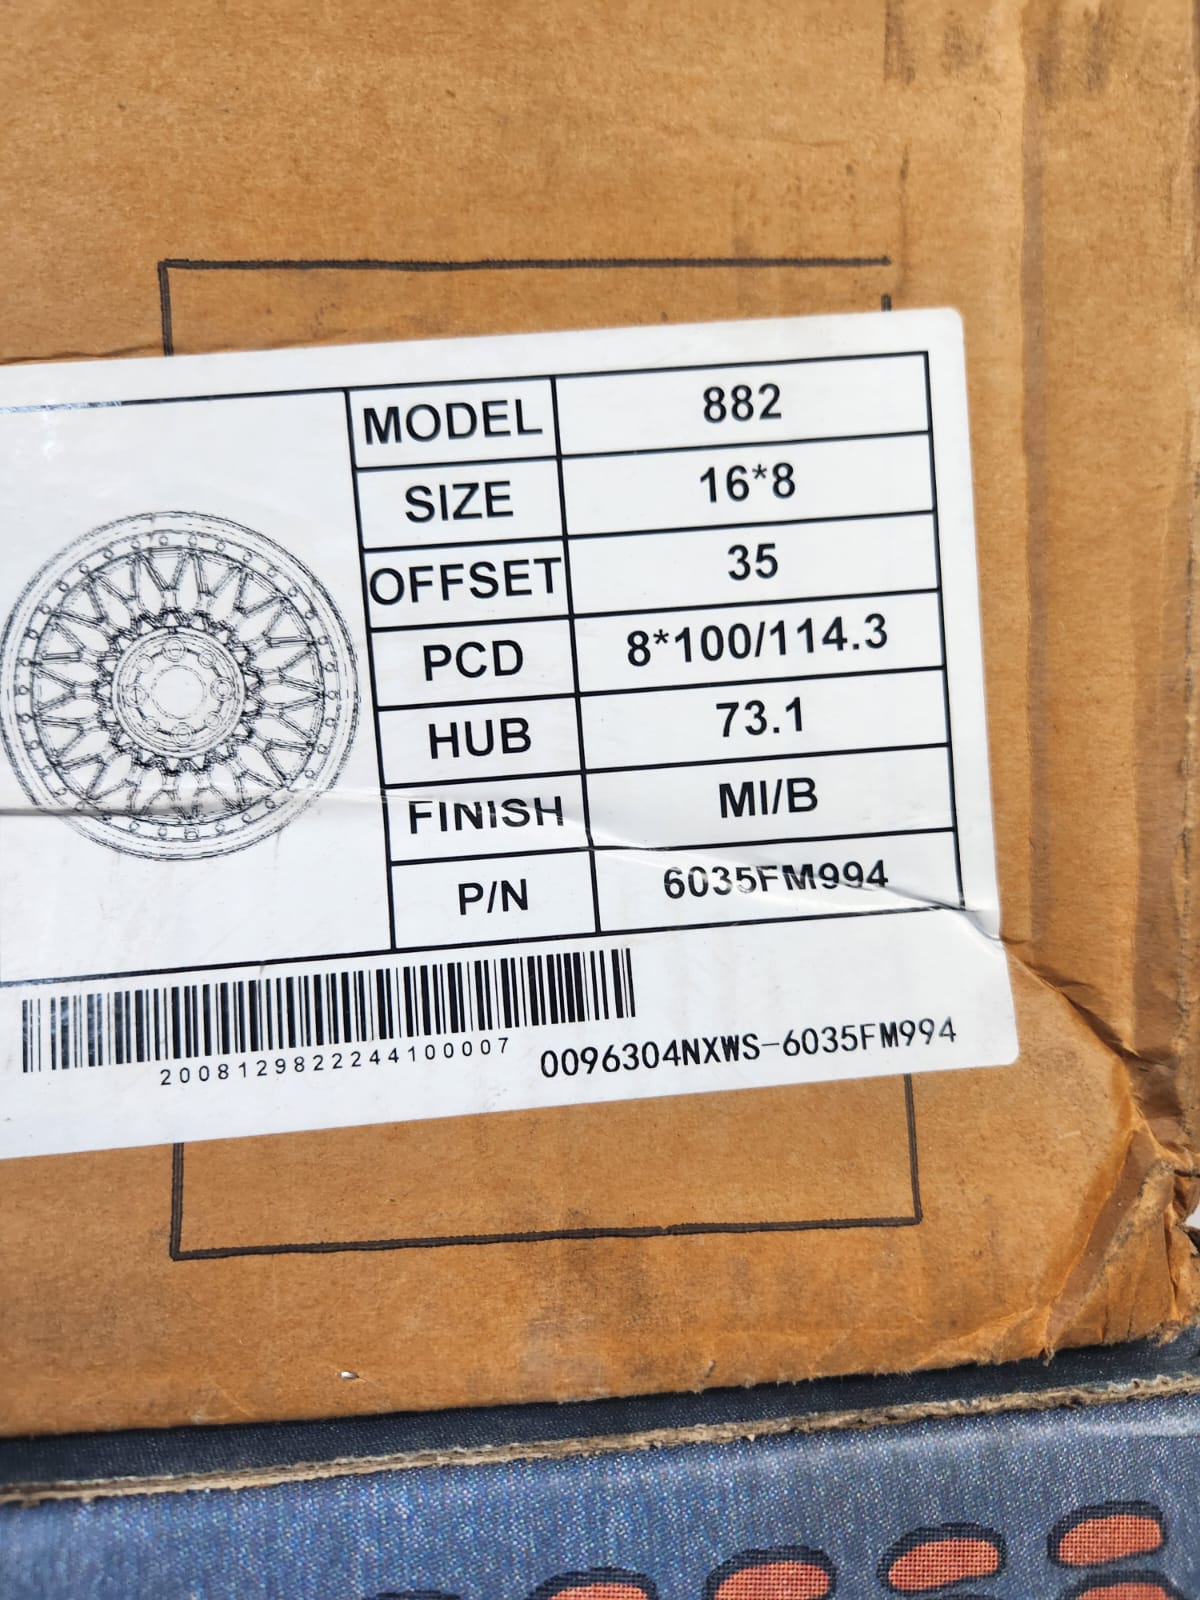 MODEL 882
SIZE 16*8
OFFSET 35
PCD 8*100/114.3
HUB 73.1
FINISH MI/B
P/N 6035FM994
2008129822244100007
0096304NXWS-6035FM994